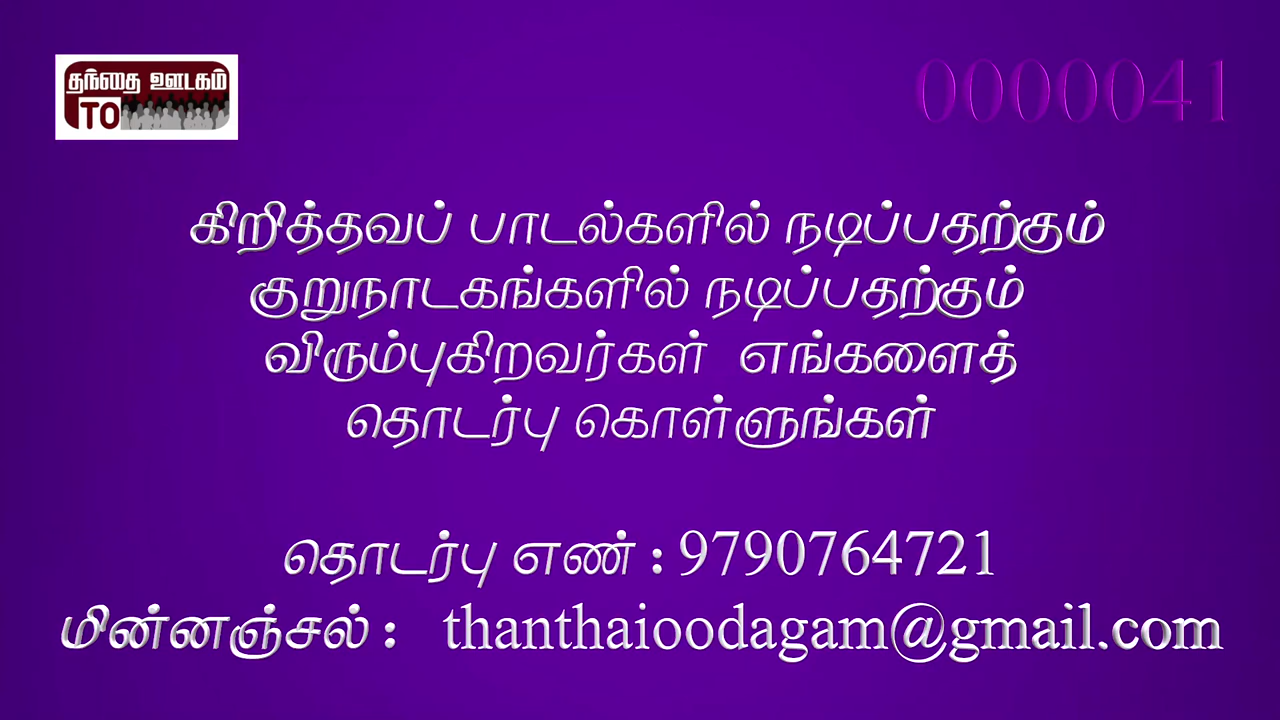 தந்தை ஊடகம்
TO
0000041
கிறித்தவப் பாடல்களில் நடிப்பதற்கும்
குறுநாடகங்களில் நடிப்பதற்கும்
விரும்புகிறவர்கள் எங்களைத்
தொடர்பு கொள்ளுங்கள்
தொடர்பு எண் : 9790764721
மின்னஞ்சல் : thanthaioodagam@gmail.com